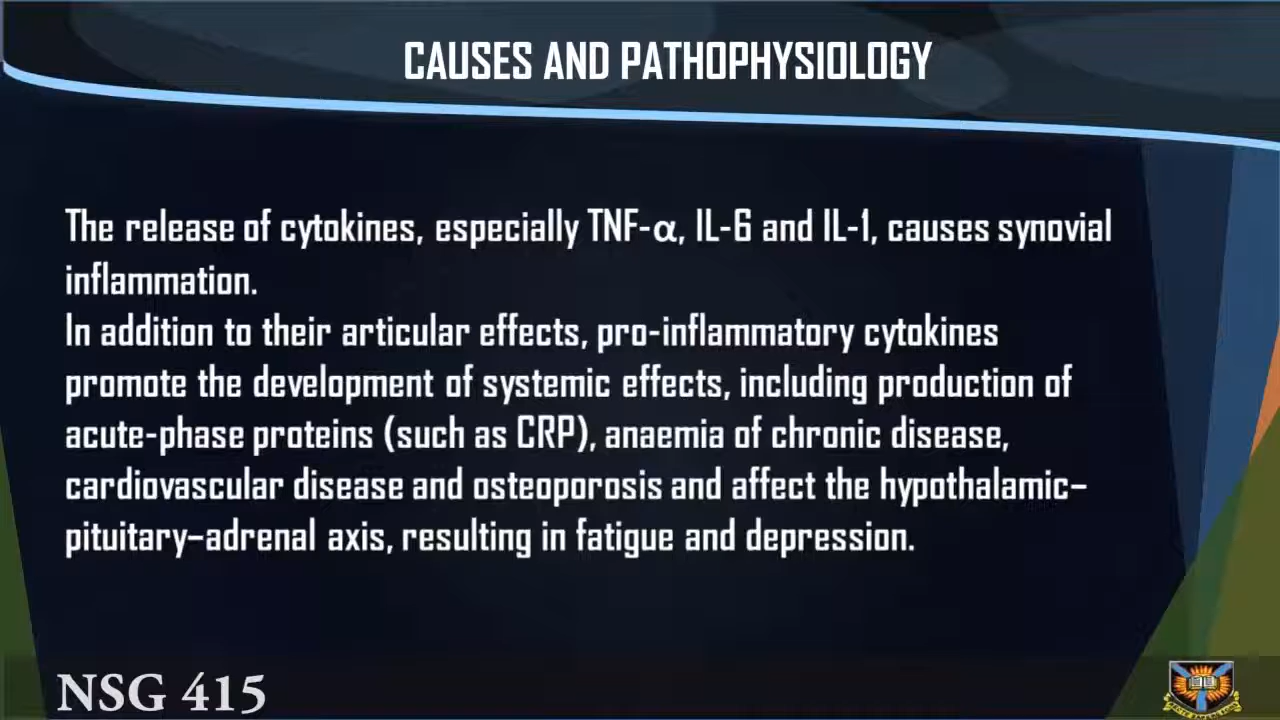 CAUSES AND PATHOPHYSIOLOGY
The release of cytokines, especially TNF-α, IL-6 and IL-1, causes synovial
inflammation.
In addition to their articular effects, pro-inflammatory cytokines
promote the development of systemic effects, including production of
acute-phase proteins (such as CRP), anaemia of chronic disease,
cardiovascular disease and osteoporosis and affect the hypothalamic–
pituitary–adrenal axis, resulting in fatigue and depression.
NSG 415